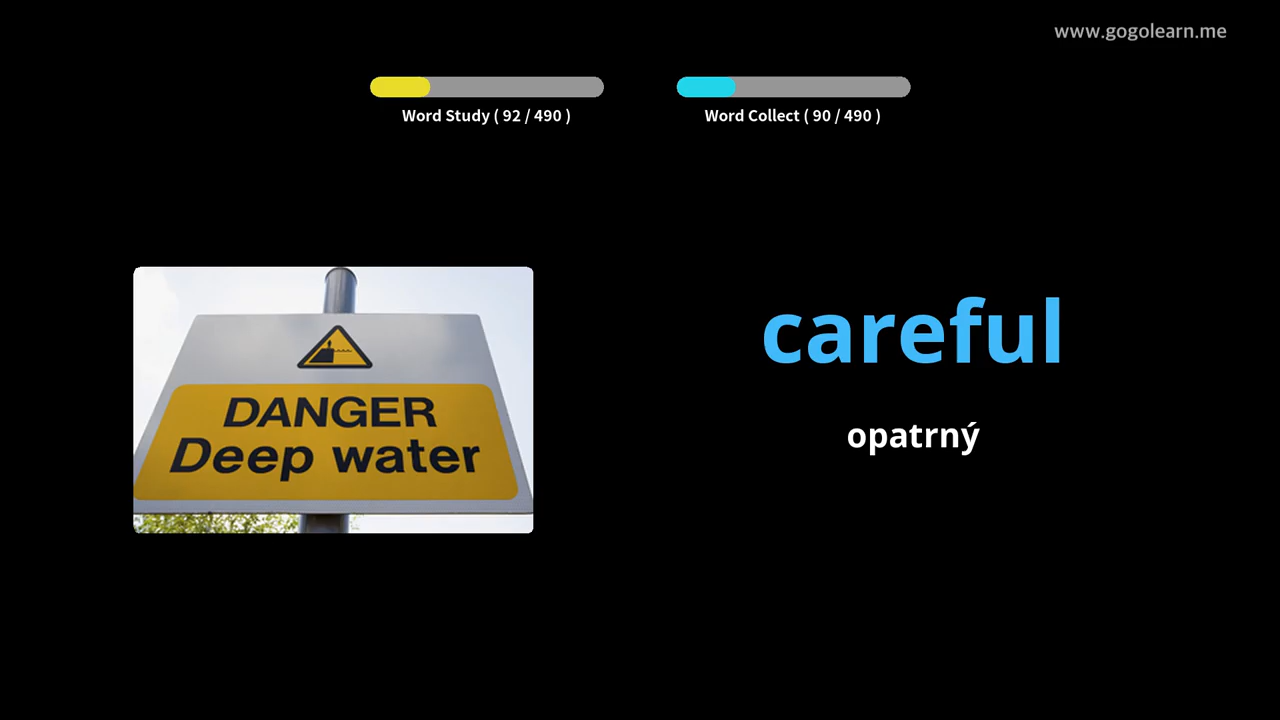 www.gogolearn.me
Word Study ( 92 / 490 )
Word Collect ( 90 / 490 )
DANGER
Deep water
careful
opatrný